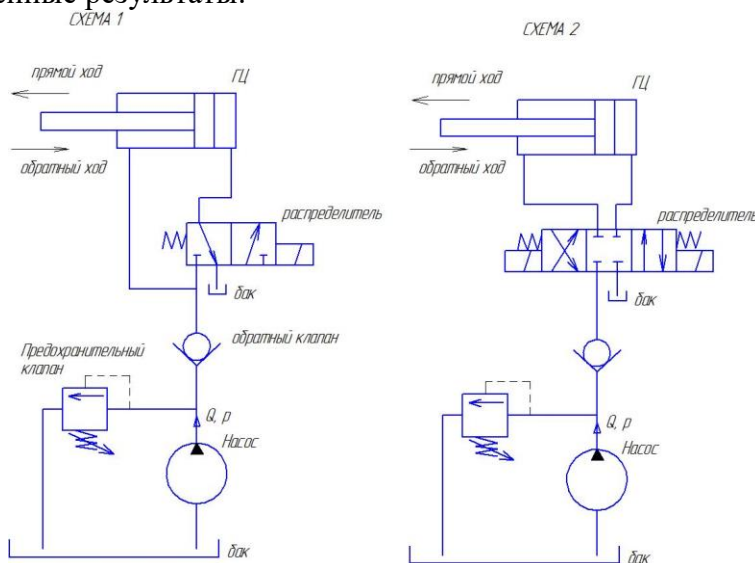 результаты.
СХЕМА 1
прямой ход
ГЦ
обратный ход
распределитель
бак
обратный клапан
Предохранительный
клапан
Q, p
Насос
бак
СХЕМА 2
прямой ход
ГЦ
обратный ход
распределитель
бак
Q, p
Насос
бак